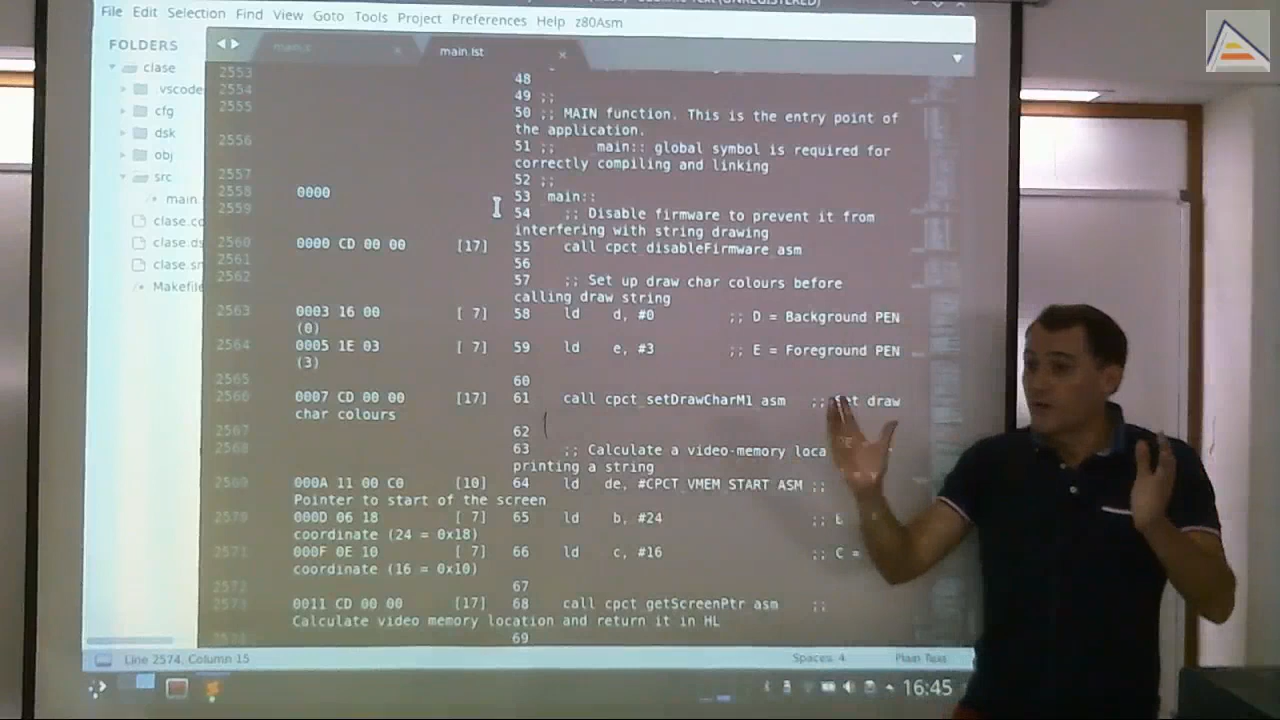 File Edit Selection Find View Goto Tools Project Preferences Help z80Asm
FOLDERS
clase
.vscode
cfg
dsk
obj
src
main.
clase.
clase.
clase.
Makefile
main.s
main.lst
2553
48
2554
49 ;;
2555
50 ;; MAIN function. This is the entry point of
the application.
2556
51 ;; main:: global symbol is required for
correctly compiling and linking
2557
52 ;;
2558 0000
53 main::
2559
54 ;; Disable firmware to prevent it from
interfering with string drawing
2560 0000 CD 00 00 [17] 55 call cpct_disableFirmware_asm
2561
56
2562
57 ;; Set up draw char colours before
calling draw string
2563 0003 16 00 [ 7] 58 ld d, #0 ;; D = Background PEN
(0)
2564 0005 1E 03 [ 7] 59 ld e, #3 ;; E = Foreground PEN
(3)
2565
60
2566 0007 CD 00 00 [17] 61 call cpct_setDrawCharM1_asm ;; Set draw
char colours
2567
62
2568
63 ;; Calculate a video-memory loca
printing a string
2569 000A 11 00 C0 [10] 64 ld de, #CPCT_VMEM_START_ASM ;;
Pointer to start of the screen
2570 000D 06 18 [ 7] 65 ld b, #24 ;;
coordinate (24 = 0x18)
2571 000F 0E 10 [ 7] 66 ld c, #16 ;; C =
coordinate (16 = 0x10)
2572
67
2573 0011 CD 00 00 [17] 68 call cpct_getScreenPtr_asm ;;
Calculate video memory location and return it in HL
2574
69
Line 2574, Column 15
Spaces: 4
Plain Text
16:45